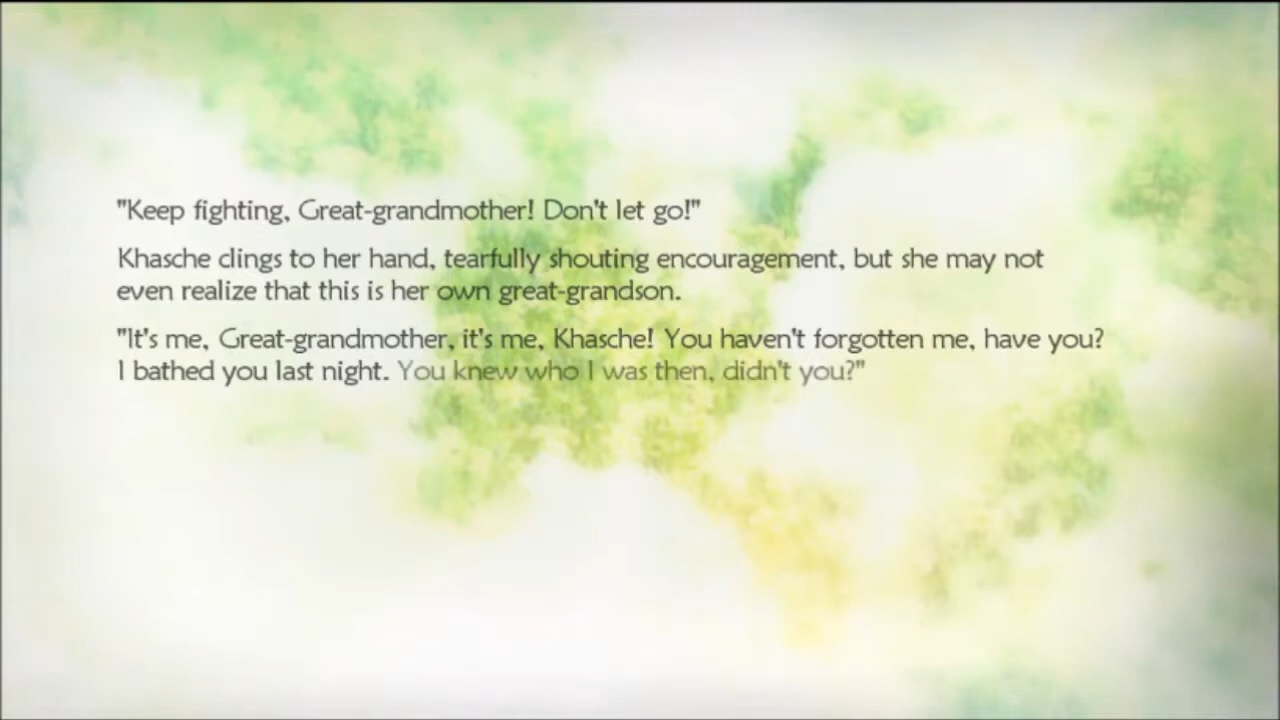 "Keep fighting, Great-grandmother! Don't let go!"
Khasche clings to her hand, tearfully shouting encouragement, but she may not
even realize that this is her own great-grandson.
"It's me, Great-grandmother, it's me, Khasche! You haven't forgotten me, have you?
I bathed you last night. You knew who I was then, didn't you?"